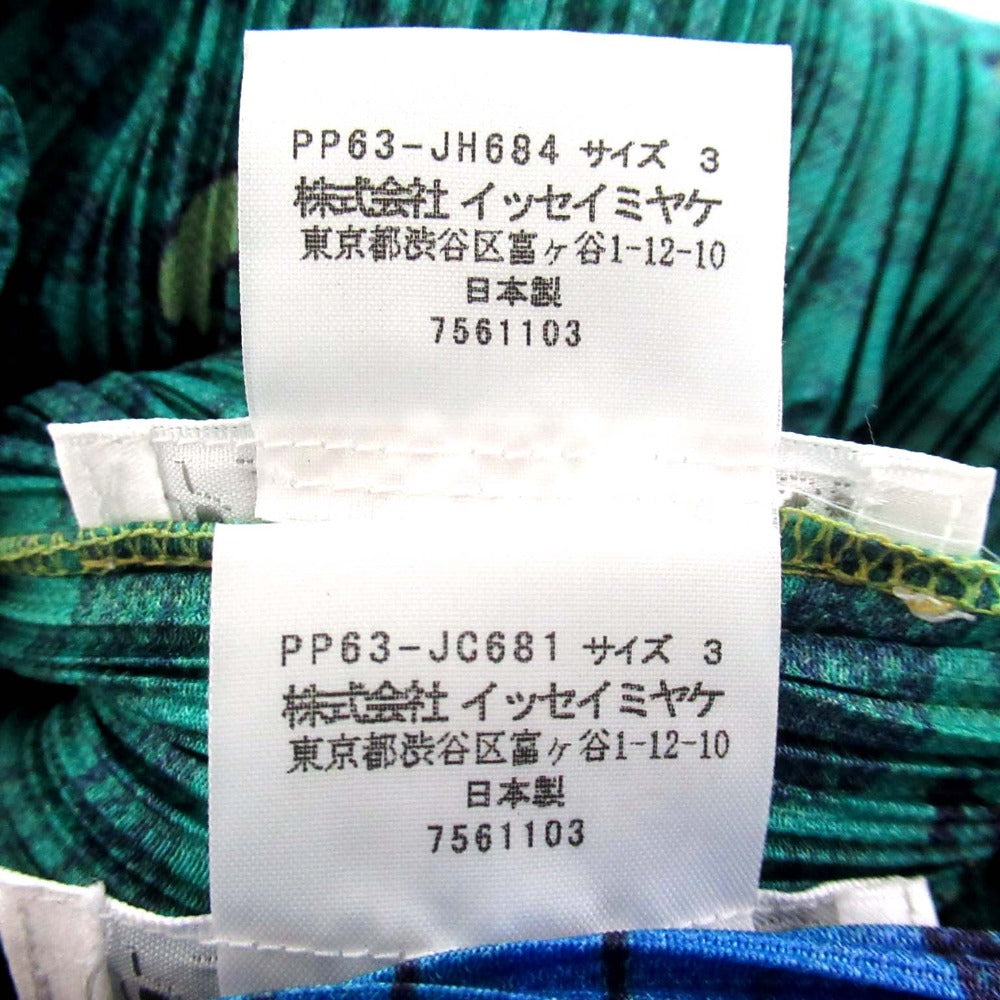 PP63-JH684 サイズ 3
株式会社 イッセイミヤケ
東京都渋谷区富ヶ谷1-12-10
日本製
7561103
PP63-JC681 サイズ 3
株式会社 イッセイミヤケ
東京都渋谷区富ヶ谷1-12-10
日本製
7561103